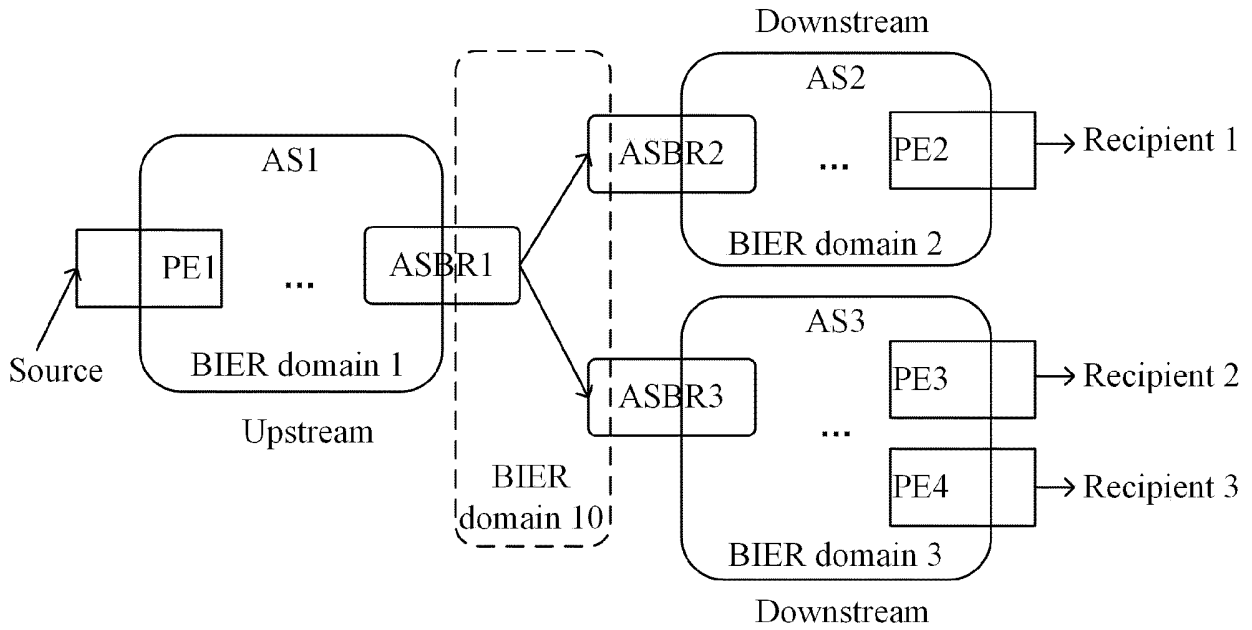 Downstream
AS2
ASBR2
...
PE2
Recipient 1
BIER domain 2
AS1
PE1
...
ASBR1
BIER domain 1
Source
Upstream
BIER
domain 10
AS3
ASBR3
...
PE3
Recipient 2
PE4
Recipient 3
BIER domain 3
Downstream